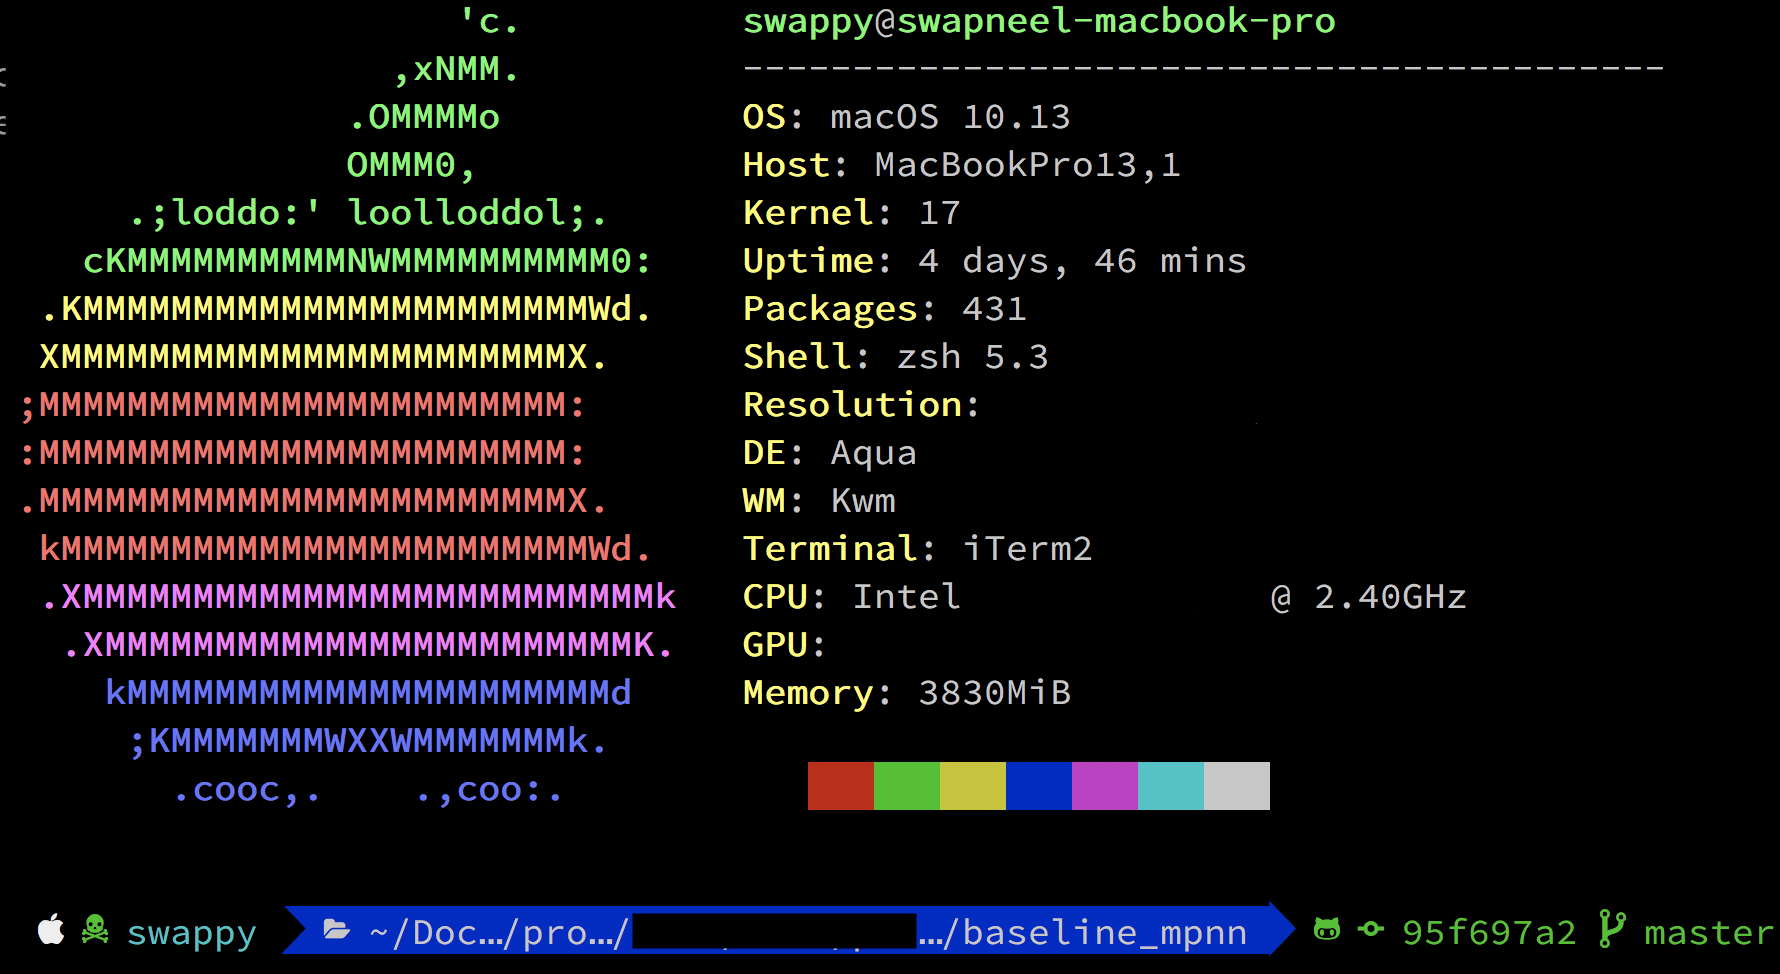 'c. swappy@swapneel-macbook-pro
,xNMM. ------------------------------------------
.OMMMMo OS: macOS 10.13
OMMM0, Host: MacBookPro13,1
.;loddo:' loolloddol;. Kernel: 17
cKMMMMMMMMMMNWMMMMMMMMMM0: Uptime: 4 days, 46 mins
.KMMMMMMMMMMMMMMMMMMMMMMMWd. Packages: 431
XMMMMMMMMMMMMMMMMMMMMMMMX. Shell: zsh 5.3
;MMMMMMMMMMMMMMMMMMMMMMMM: Resolution:
:MMMMMMMMMMMMMMMMMMMMMMMM: DE: Aqua
.MMMMMMMMMMMMMMMMMMMMMMMMX. WM: Kwm
kMMMMMMMMMMMMMMMMMMMMMMMMWd. Terminal: iTerm2
.XMMMMMMMMMMMMMMMMMMMMMMMMMMk CPU: Intel @ 2.40GHz
.XMMMMMMMMMMMMMMMMMMMMMMMMK. GPU:
kMMMMMMMMMMMMMMMMMMMMMMd Memory: 3830MiB
;KMMMMMMMWXXWMMMMMMMk.
.cooc,. .,coo:.
swappy ~/Doc…/pro…/ …/baseline_mpnn 95f697a2 master